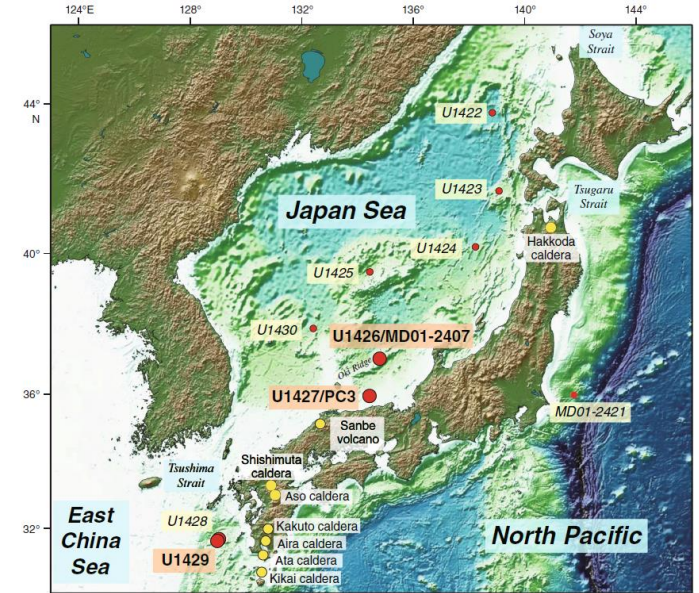 124°E
132°
136°
140°
144°
Soya
Strait
44°
N
U1422
U1423
Tsugaru
Strait
Japan Sea
U1424
Hakkoda
caldera
40°
U1425
U1430
U1426/MD01-2407
Oki Ridge
36°
U1427/PC3
MD01-2421
Sanbe
volcano
Shishimuta
caldera
Tsushima
Strait
Aso caldera
East
China
Sea
U1428
32°
Kakuto caldera
North Pacific
Aira caldera
U1429
Ata caldera
Kikai caldera